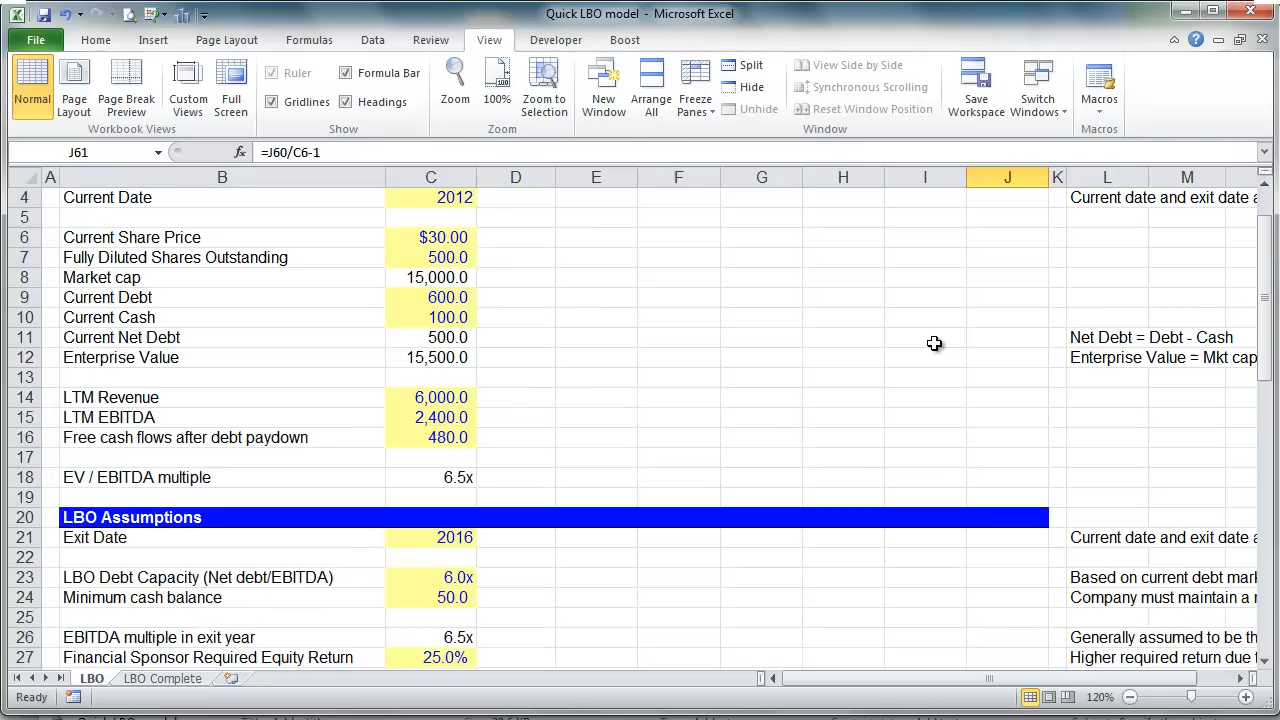 Quick LBO model - Microsoft Excel
File Home Insert Page Layout Formulas Data Review View Developer Boost
Normal Page Layout Page Break Preview Custom Views Full Screen
Workbook Views
Ruler Formula Bar
Gridlines Headings
Show
Zoom 100% Zoom to Selection
Zoom
New Window Arrange All Freeze Panes
Split
Hide
Unhide
View Side by Side
Synchronous Scrolling
Reset Window Position
Save Workspace Switch Windows
Window
Macros
Macros
J61 fx =J60/C6-1
A B C D E F G H I J K L M
4 Current Date 2012 Current date and exit date a
5
6 Current Share Price $30.00
7 Fully Diluted Shares Outstanding 500.0
8 Market cap 15,000.0
9 Current Debt 600.0
10 Current Cash 100.0
11 Current Net Debt 500.0 Net Debt = Debt - Cash
12 Enterprise Value 15,500.0 Enterprise Value = Mkt cap
13
14 LTM Revenue 6,000.0
15 LTM EBITDA 2,400.0
16 Free cash flows after debt paydown 480.0
17
18 EV / EBITDA multiple 6.5x
19
20 LBO Assumptions
21 Exit Date 2016 Current date and exit date a
22
23 LBO Debt Capacity (Net debt/EBITDA) 6.0x Based on current debt mark
24 Minimum cash balance 50.0 Company must maintain a r
25
26 EBITDA multiple in exit year 6.5x Generally assumed to be th
27 Financial Sponsor Required Equity Return 25.0% Higher required return due t
LBO LBO Complete
Ready 120%